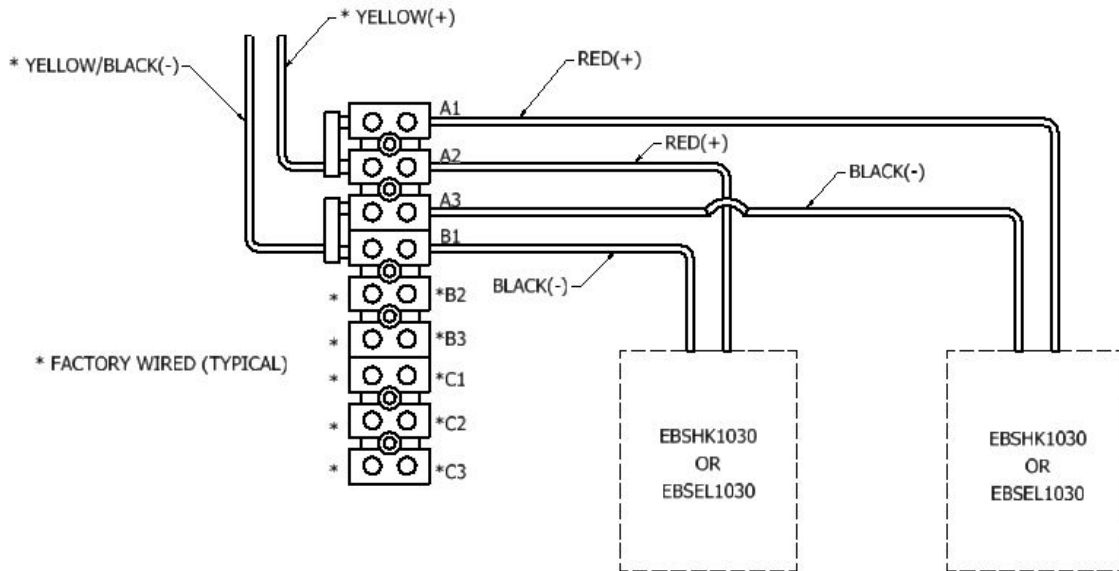 * YELLOW(+)
* YELLOW/BLACK(-)
RED(+)
A1
A2
RED(+)
BLACK(-)
A3
B1
BLACK(-)
* *B2
* *B3
* FACTORY WIRED (TYPICAL)
* *C1
* *C2
* *C3
EBSHK1030
OR
EBSEL1030
EBSHK1030
OR
EBSEL1030